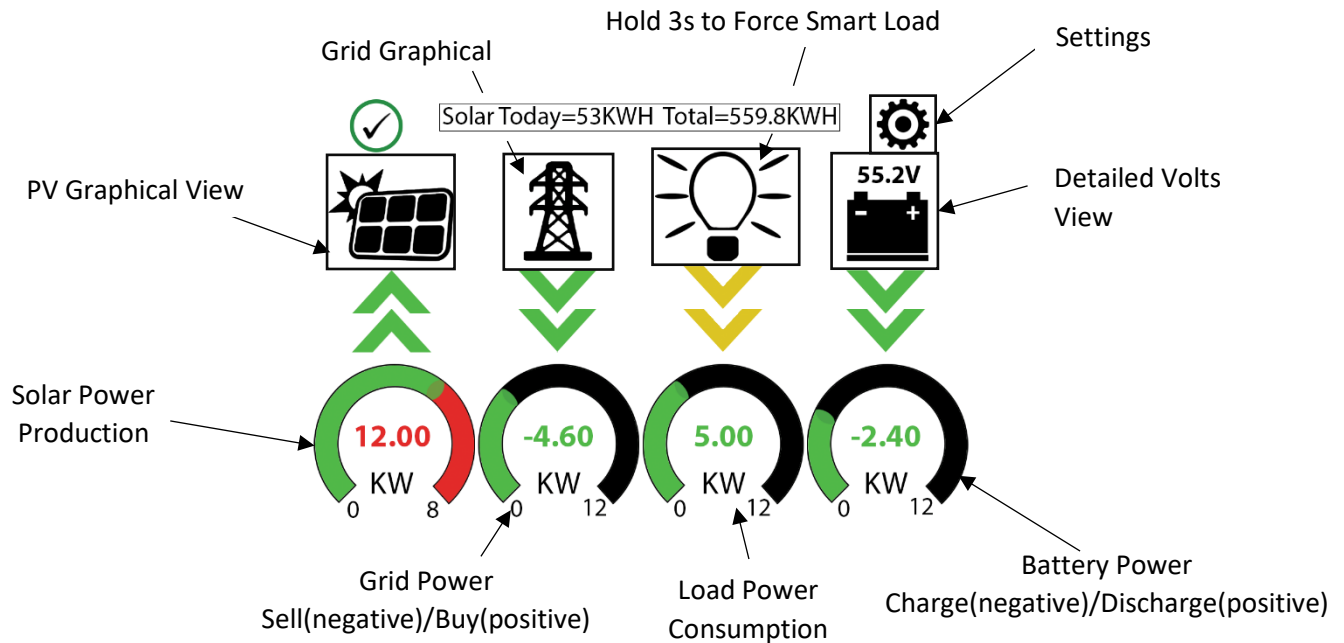 Hold 3s to Force Smart Load
Grid Graphical
Settings
Solar Today=53KWH Total=559.8KWH
PV Graphical View
55.2V
- +
Detailed Volts
View
Solar Power
Production
12.00
KW
0 8
-4.60
KW
0 12
5.00
KW
0 12
-2.40
KW
0 12
Grid Power
Sell(negative)/Buy(positive)
Load Power
Consumption
Battery Power
Charge(negative)/Discharge(positive)